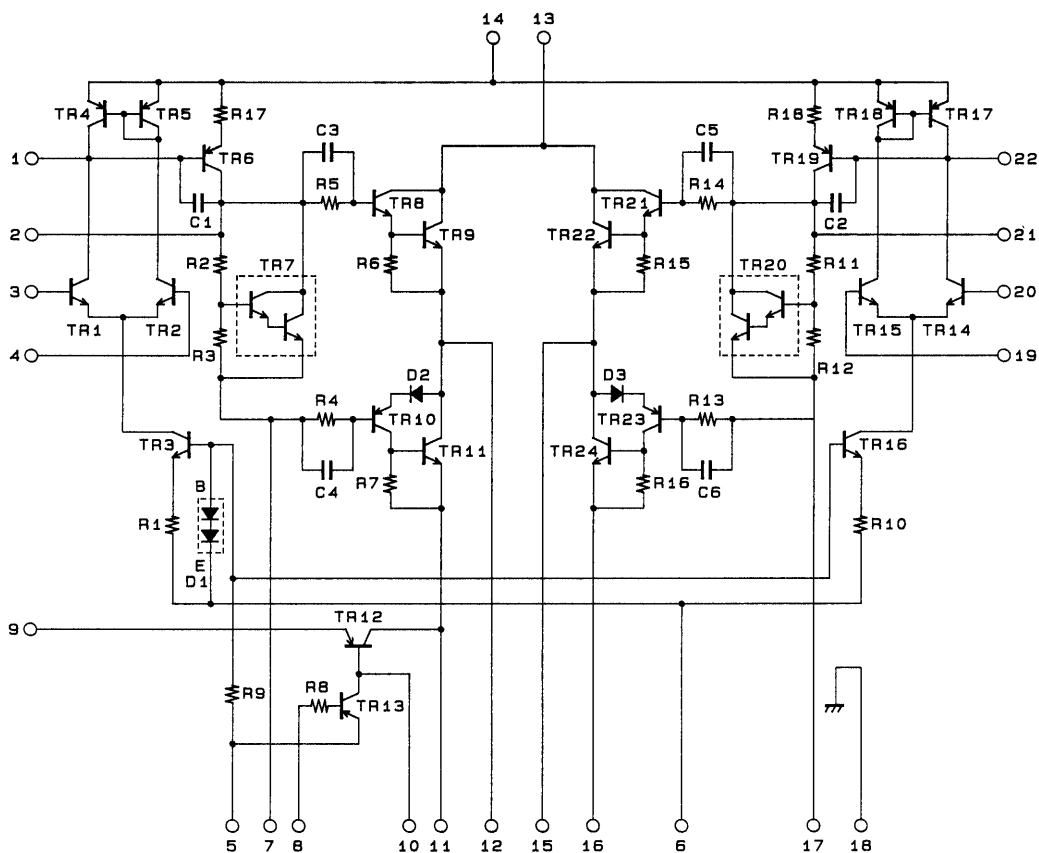 14 13
TR4 TR5 R17 R18 TR18 TR17
C3 C5
1 TR6 TR19 22
R5 TR8 TR21 R14
C1 C2
2 TR9 TR22 21
R2 TR7 R6 R15 TR20 R11
3 20
TR1 TR2 TR15 TR14
4 R3 R12 19
D2 D3
R4 TR10 TR23 R13
TR3 TR11 TR24 TR16
C4 R7 R16 C6
B
R1 R10
E
D1
TR12
9
R9 R8 TR13
5 7 8 10 11 12 15 16 6 17 18